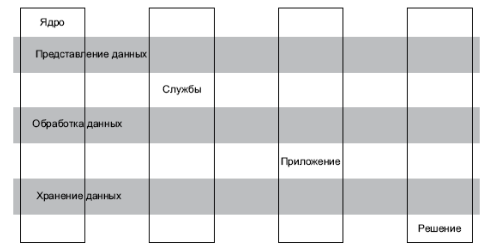 Ядро
Представление данных
Службы
Обработка данных
Приложение
Хранение данных
Решение